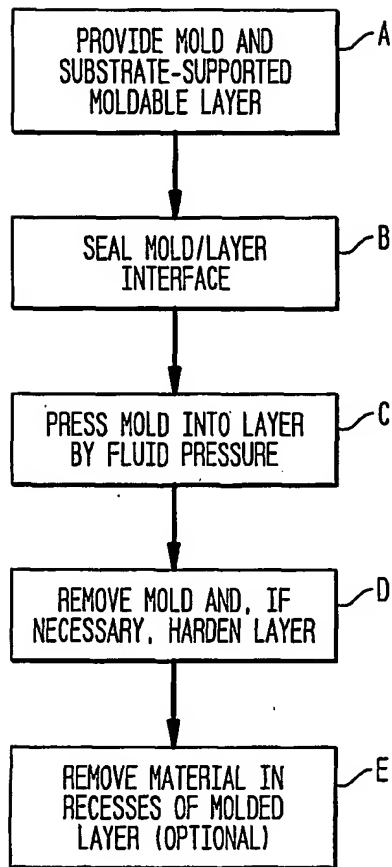 PROVIDE MOLD AND
SUBSTRATE-SUPPORTED
MOLDABLE LAYER
A
SEAL MOLD/LAYER
INTERFACE
B
PRESS MOLD INTO LAYER
BY FLUID PRESSURE
C
REMOVE MOLD AND, IF
NECESSARY, HARDEN LAYER
D
REMOVE MATERIAL IN
RECESSES OF MOLDED
LAYER (OPTIONAL)
E